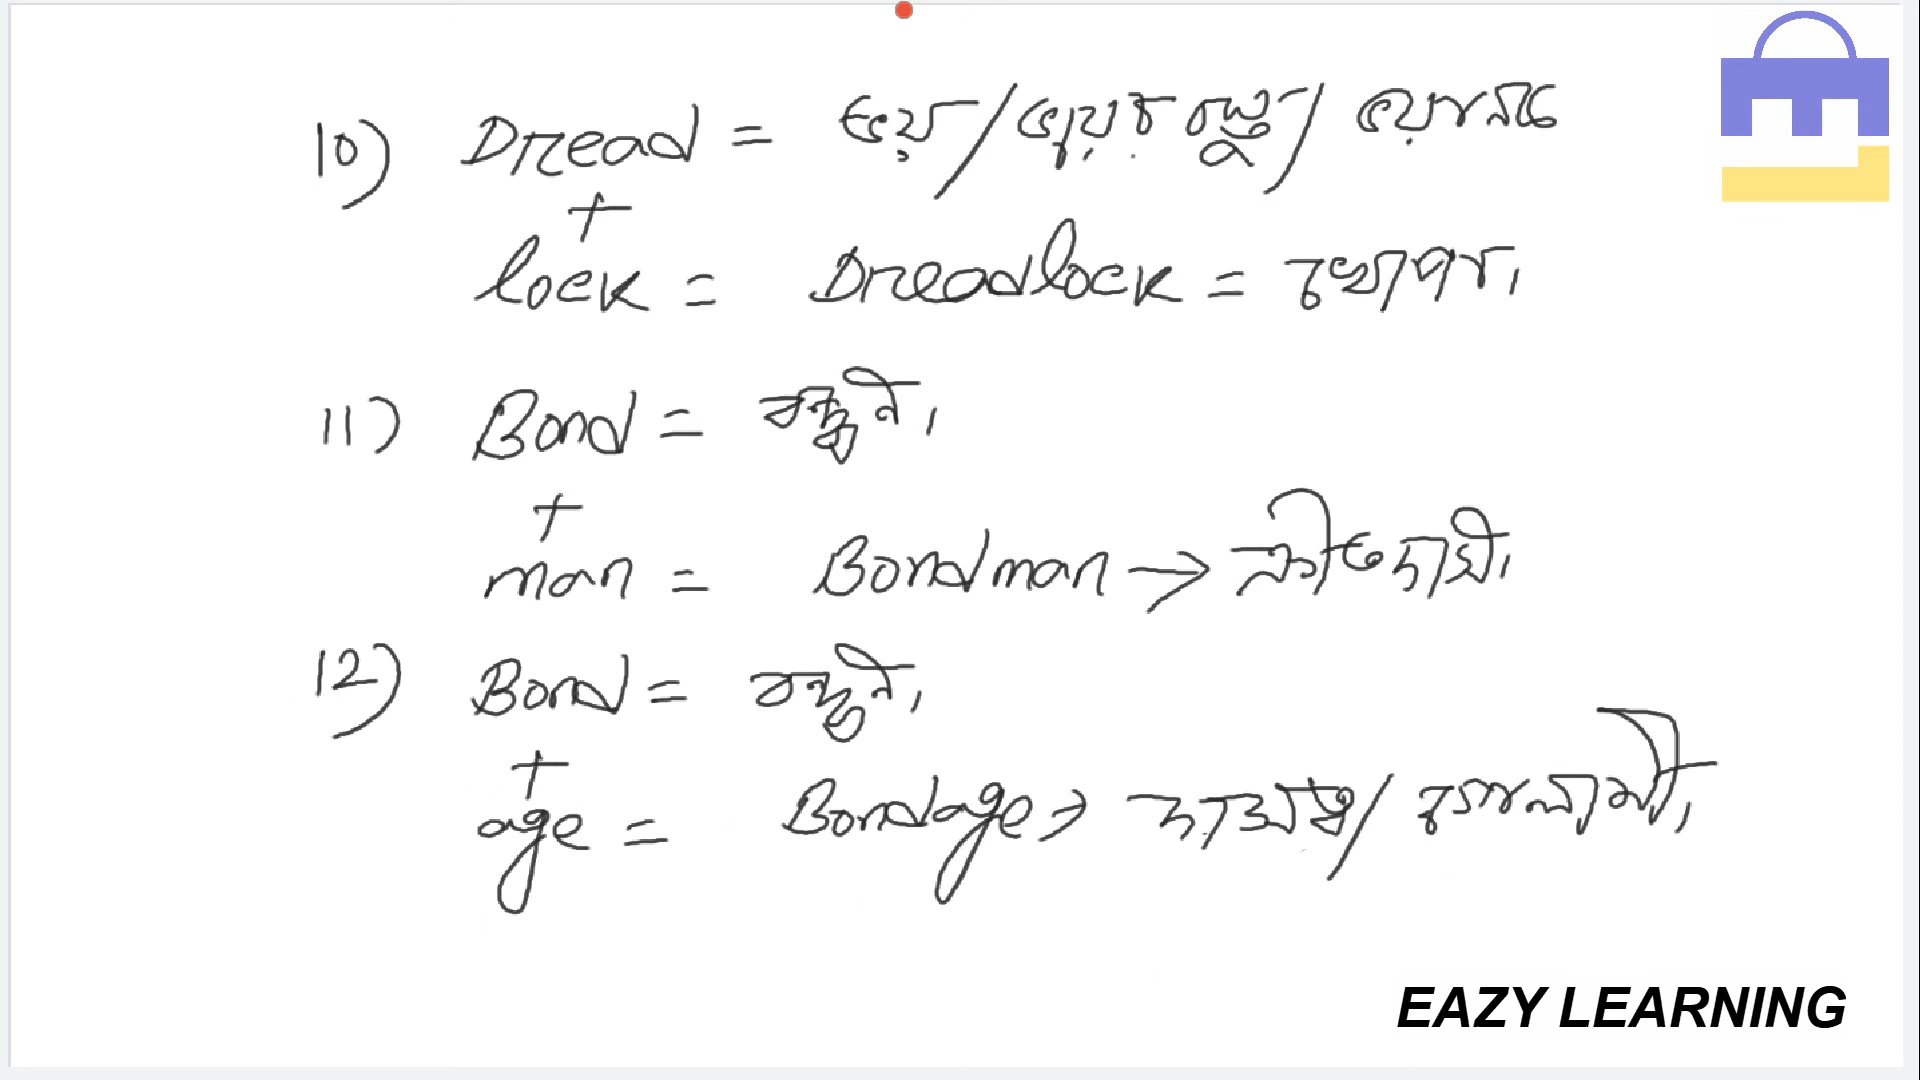 10) Dread = ভয়/ভয়ের বস্তু/ ভয়ানক
+
lock = Dreadlock = খোপা।
11) Bond = বন্ধনী।
+
man = Bondman → ক্রীতদাস।
12) Bond = বন্ধনী।
+
age = Bondage → দাসত্ব/ গোলামী।
EAZY LEARNING